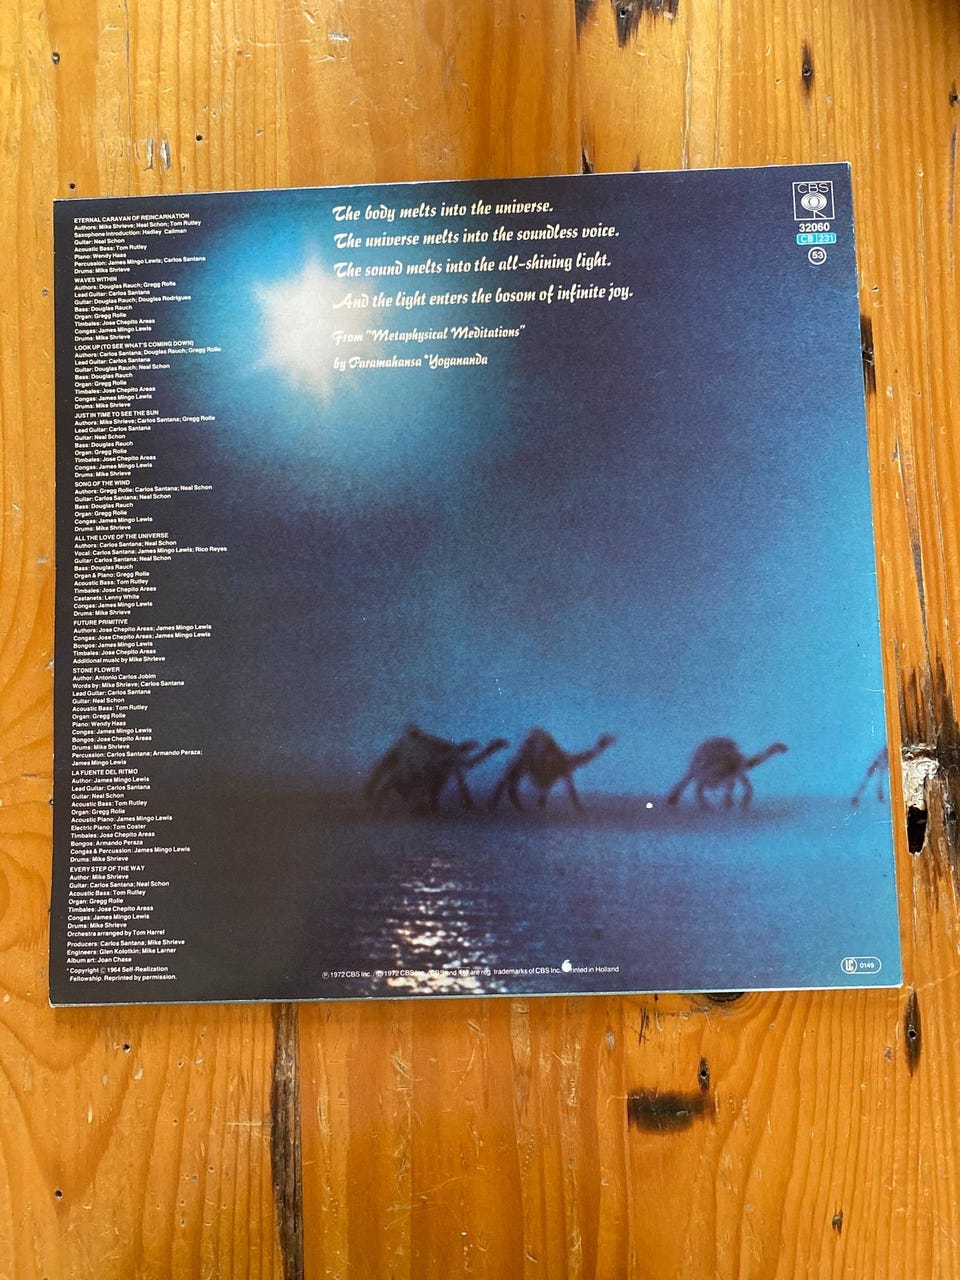 ETERNAL CARAVAN OF REINCARNATION
Authors: Mike Shrieve; Neal Schon; Tom Rutley
Saxophone Introduction: Hadley Caliman
Guitar: Neal Schon
Acoustic Bass: Tom Rutley
Piano: Wendy Haas
Percussion: James Mingo Lewis; Carlos Santana
Drums: Mike Shrieve
WAVES WITHIN
Authors: Douglas Rauch; Gregg Rolie
Lead Guitar: Carlos Santana
Guitar: Douglas Rauch; Douglas Rodrigues
Bass: Douglas Rauch
Organ: Gregg Rolie
Timbales: Jose Chepito Areas
Congas: James Mingo Lewis
Drums: Mike Shrieve
LOOK UP (TO SEE WHAT'S COMING DOWN)
Authors: Carlos Santana; Douglas Rauch; Gregg Rolie
Lead Guitar: Carlos Santana
Guitar: Douglas Rauch; Neal Schon
Bass: Douglas Rauch
Organ: Gregg Rolie
Timbales: Jose Chepito Areas
Congas: James Mingo Lewis
Drums: Mike Shrieve
JUST IN TIME TO SEE THE SUN
Authors: Mike Shrieve; Carlos Santana; Gregg Rolie
Lead Guitar: Carlos Santana
Guitar: Neal Schon
Bass: Douglas Rauch
Organ: Gregg Rolie
Timbales: Jose Chepito Areas
Congas: James Mingo Lewis
Drums: Mike Shrieve
SONG OF THE WIND
Authors: Gregg Rolie; Carlos Santana; Neal Schon
Guitar: Carlos Santana; Neal Schon
Bass: Douglas Rauch
Organ: Gregg Rolie
Congas: James Mingo Lewis
Drums: Mike Shrieve
ALL THE LOVE OF THE UNIVERSE
Authors: Carlos Santana; Neal Schon
Vocal: Carlos Santana; James Mingo Lewis; Rico Reyes
Guitar: Carlos Santana; Neal Schon
Bass: Douglas Rauch
Organ & Piano: Gregg Rolie
Acoustic Bass: Tom Rutley
Timbales: Jose Chepito Areas
Castanets: Lenny White
Congas: James Mingo Lewis
Drums: Mike Shrieve
FUTURE PRIMITIVE
Authors: Jose Chepito Areas; James Mingo Lewis
Congas: Jose Chepito Areas; James Mingo Lewis
Bongos: James Mingo Lewis
Timbales: Jose Chepito Areas
Additional music by Mike Shrieve
STONE FLOWER
Author: Antonio Carlos Jobim
Words by: Mike Shrieve; Carlos Santana
Lead Guitar: Carlos Santana
Guitar: Neal Schon
Acoustic Bass: Tom Rutley
Organ: Gregg Rolie
Piano: Wendy Haas
Congas: James Mingo Lewis
Bongos: Jose Chepito Areas
Drums: Mike Shrieve
Percussion: Carlos Santana; Armando Peraza;
James Mingo Lewis
LA FUENTE DEL RITMO
Author: James Mingo Lewis
Lead Guitar: Carlos Santana
Guitar: Neal Schon
Acoustic Bass: Tom Rutley
Organ: Gregg Rolie
Acoustic Piano: James Mingo Lewis
Electric Piano: Tom Coster
Timbales: Jose Chepito Areas
Bongos: Armando Peraza
Congas & Percussion: James Mingo Lewis
Drums: Mike Shrieve
EVERY STEP OF THE WAY
Author: Mike Shrieve
Guitar: Carlos Santana; Neal Schon
Acoustic Bass: Tom Rutley
Organ: Gregg Rolie
Timbales: Jose Chepito Areas
Congas: James Mingo Lewis
Drums: Mike Shrieve
Orchestra arranged by Tom Harrel
Producers: Carlos Santana; Mike Shrieve
Engineers: Glen Kolotkin; Mike Larner
Album art: Joan Chase
* Copyright © 1964 Self-Realization
Fellowship. Reprinted by permission.
The body melts into the universe.
The universe melts into the soundless voice.
The sound melts into the all-shining light.
And the light enters the bosom of infinite joy.
From "Metaphysical Meditations"
by Paramahansa *Yogananda
CBS
32060
CB 231
53
℗ 1972 CBS Inc. / © 1972 CBS Inc. / CBS and are reg. trademarks of CBS Inc. Printed in Holland
LC 0149